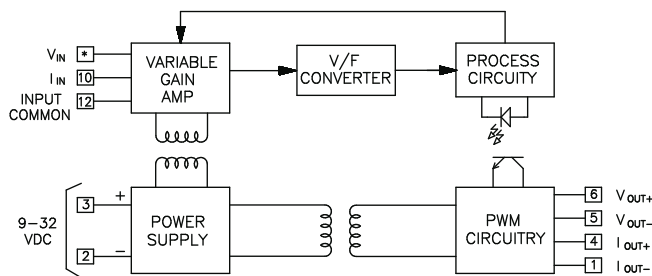 VIN *
VARIABLE
GAIN
AMP
V/F
CONVERTER
PROCESS
CIRCUITY
IIN 10
INPUT
COMMON
12
9-32
VDC
3 +
2 -
POWER
SUPPLY
PWM
CIRCUITRY
6 VOUT+
5 VOUT-
4 IOUT+
1 IOUT-